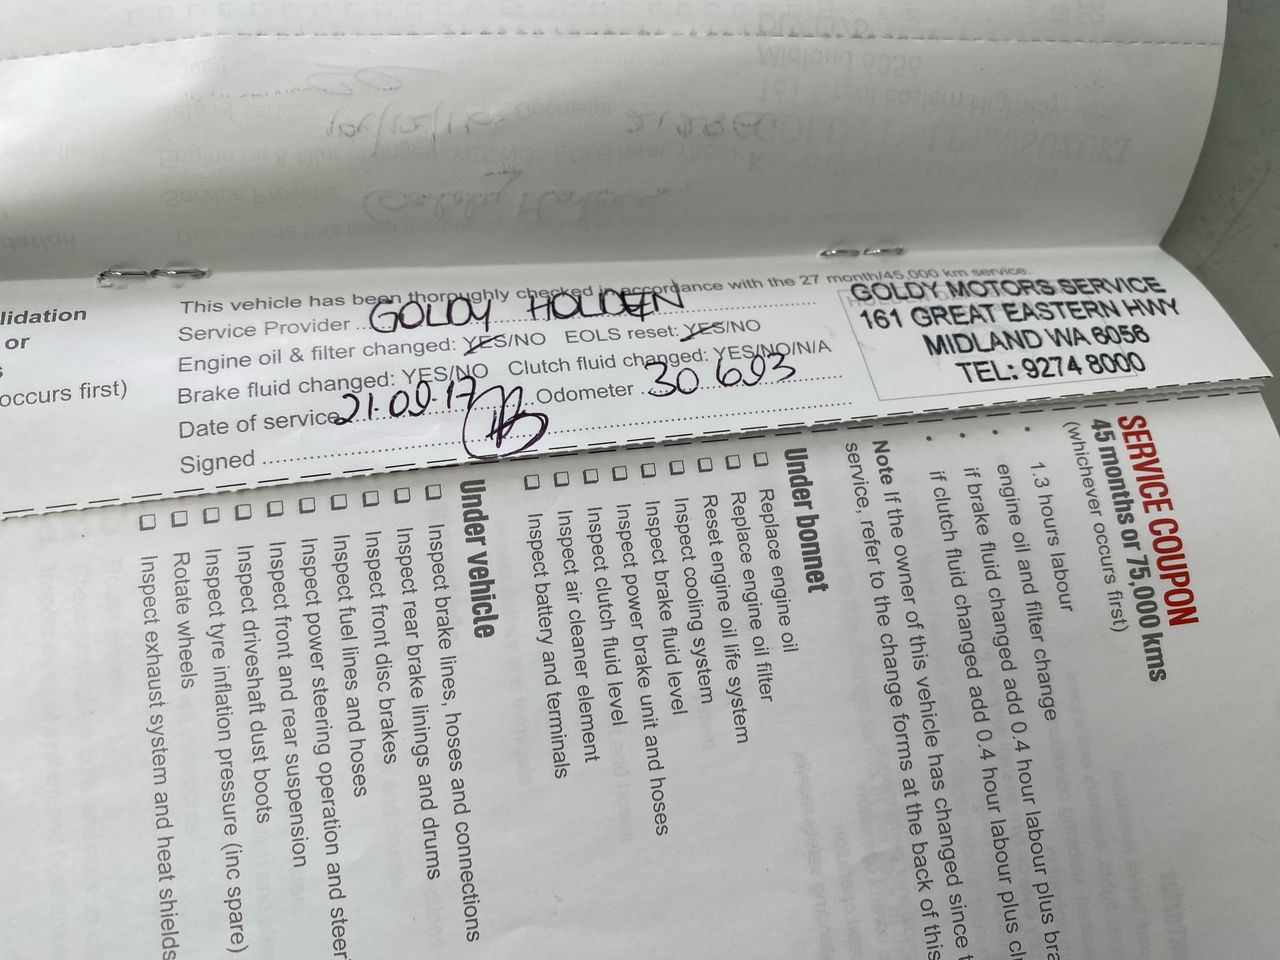 lidation
or
occurs first)
This vehicle has been thoroughly checked in accordance with the 27 month/45,000 km service.
Service Provider GOLDY HOLDEN
Engine oil & filter changed: YES/NO EOLS reset: YES/NO
Brake fluid changed: YES/NO Clutch fluid changed: YES/NO/N/A
Date of service 21.09.17 Odometer 30 693
Signed
GOLDY MOTORS SERVICE
161 GREAT EASTERN HWY
MIDLAND WA 6056
TEL: 9274 8000
SERVICE COUPON
45 months or 75,000 kms
(whichever occurs first)
• 1.3 hours labour
• engine oil and filter change
• if brake fluid changed add 0.4 hour labour plus bra
• if clutch fluid changed add 0.4 hour labour plus clu
Note If the owner of this vehicle has changed since t
service, refer to the change forms at the back of this
Under bonnet
☐ Replace engine oil
☐ Replace engine oil filter
☐ Reset engine oil life system
☐ Inspect cooling system
☐ Inspect brake fluid level
☐ Inspect power brake unit and hoses
☐ Inspect clutch fluid level
☐ Inspect air cleaner element
☐ Inspect battery and terminals
Under vehicle
☐ Inspect brake lines, hoses and connections
☐ Inspect rear brake linings and drums
☐ Inspect front disc brakes
☐ Inspect fuel lines and hoses
☐ Inspect power steering operation and steer
☐ Inspect front and rear suspension
☐ Inspect driveshaft dust boots
☐ Inspect tyre inflation pressure (inc spare)
☐ Rotate wheels
☐ Inspect exhaust system and heat shields